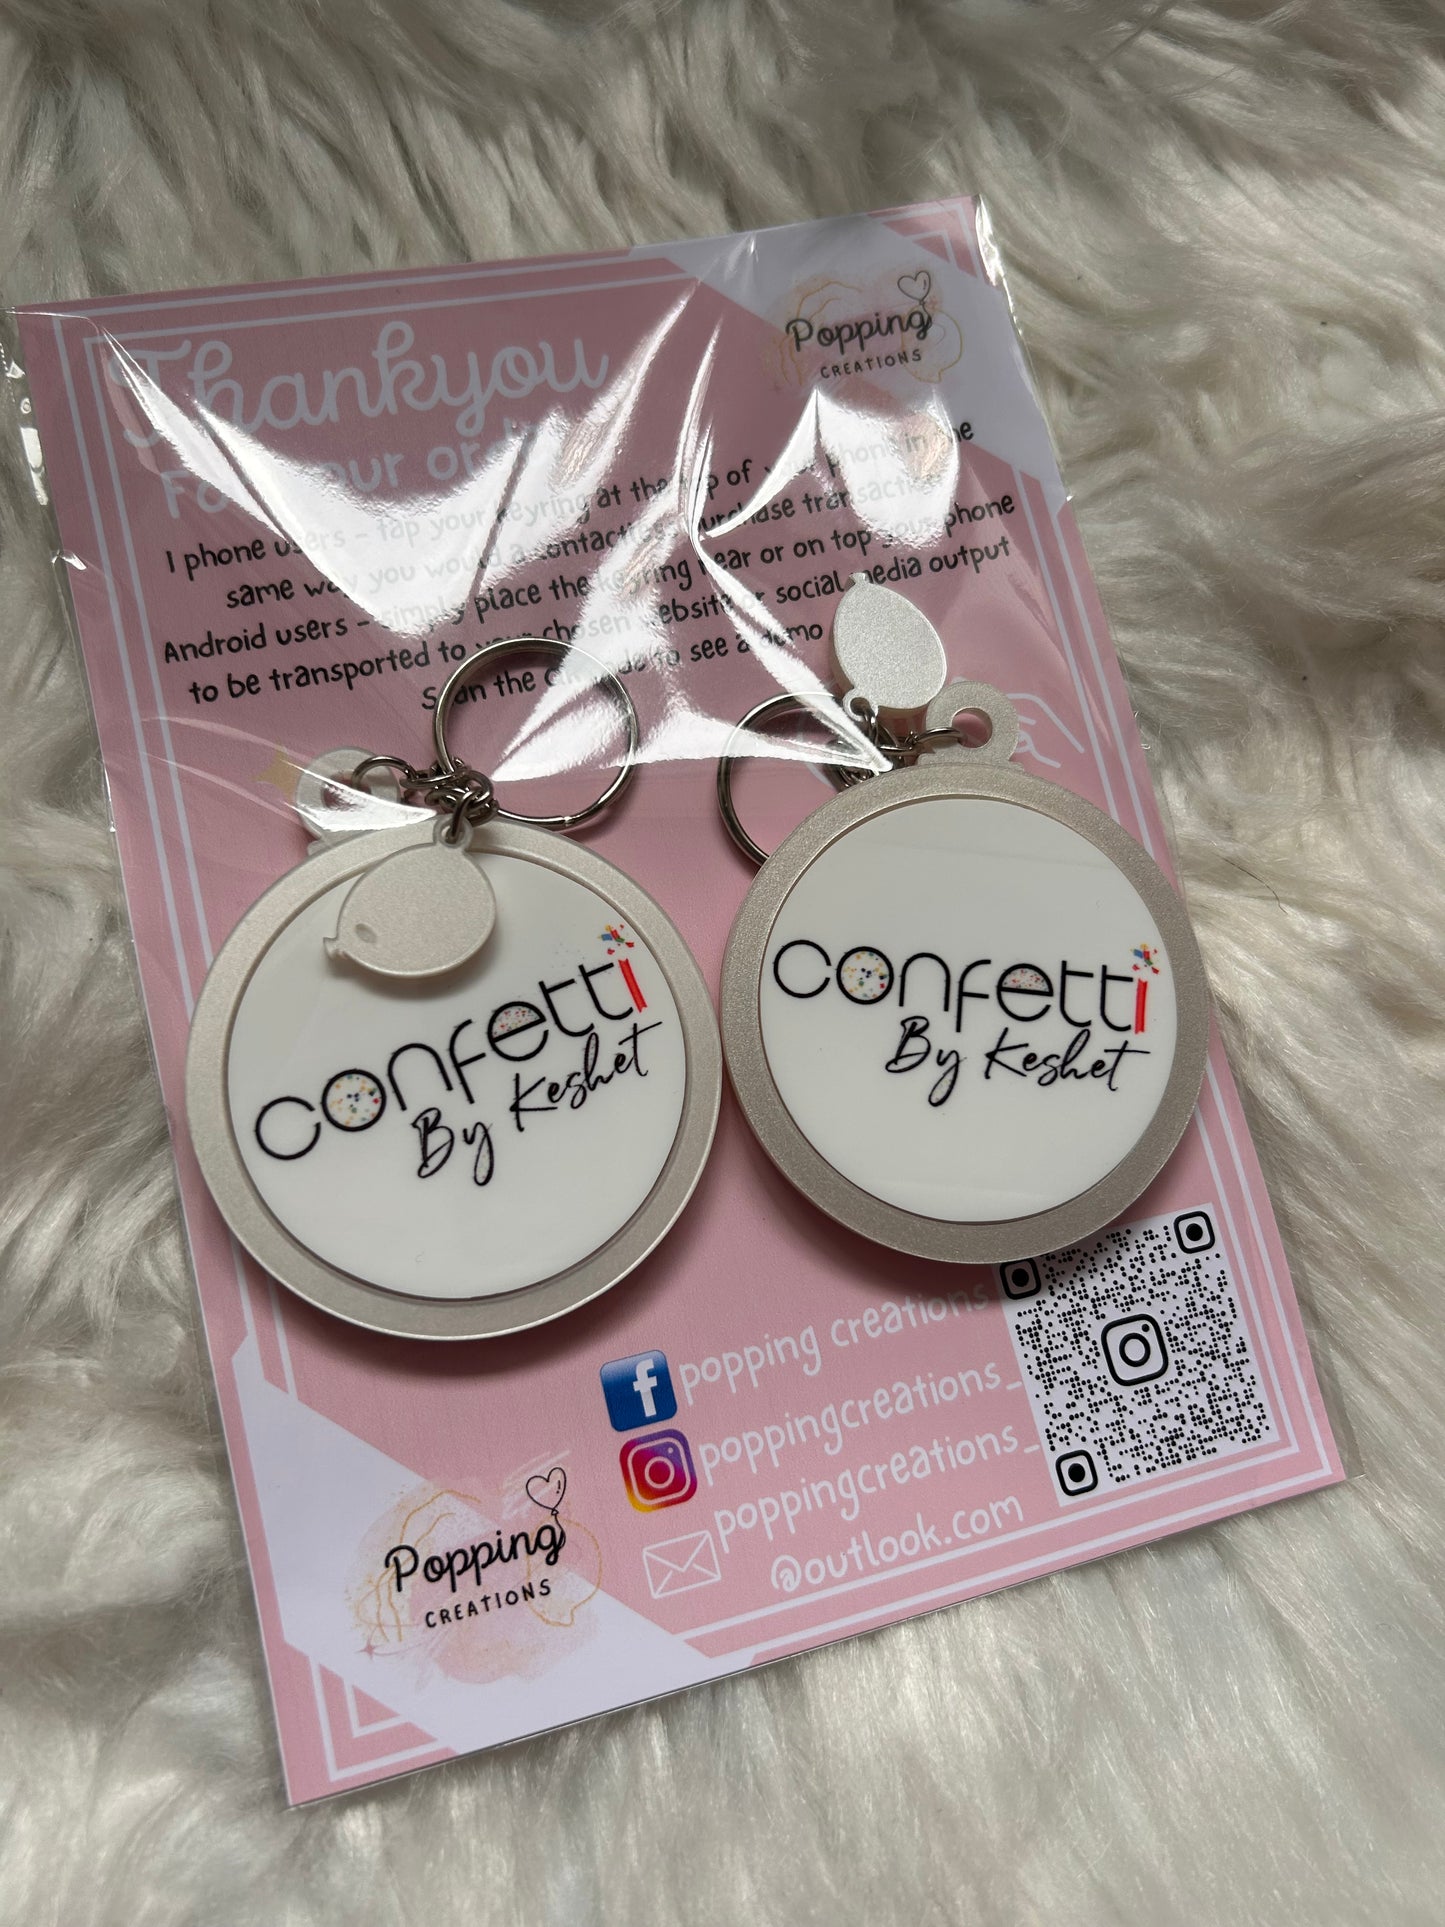 Thankyou
Popping
CREATIONS
For your order
I phone users - tap your keyring at the top of your phone in the
same way you would a contactless purchase transaction
Android users - simply place the keyring near or on top your phone
to be transported to your chosen website or social media output
Scan the QR code to see a demo
confetti
By Keshet
confetti
By Keshet
f popping creations
poppingcreations_
poppingcreations_
@outlook.com
Popping
CREATIONS